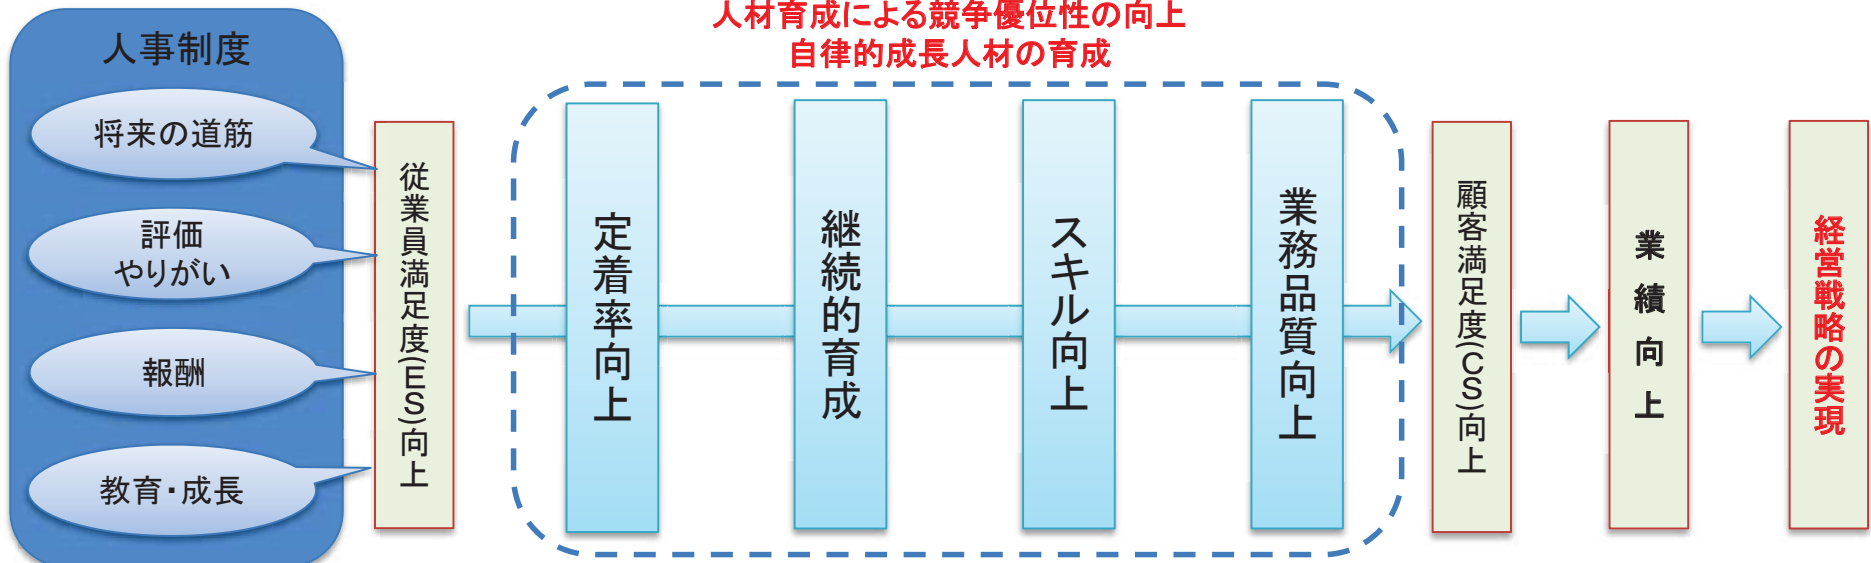 人材育成による競争優位性の向上
自律的成長人材の育成
人事制度
将来の道筋
評価
やりがい
報酬
教育・成長
従業員満足度(ES)向上
定着率向上
継続的育成
スキル向上
業務品質向上
顧客満足度(CS)向上
業績向上
経営戦略の実現